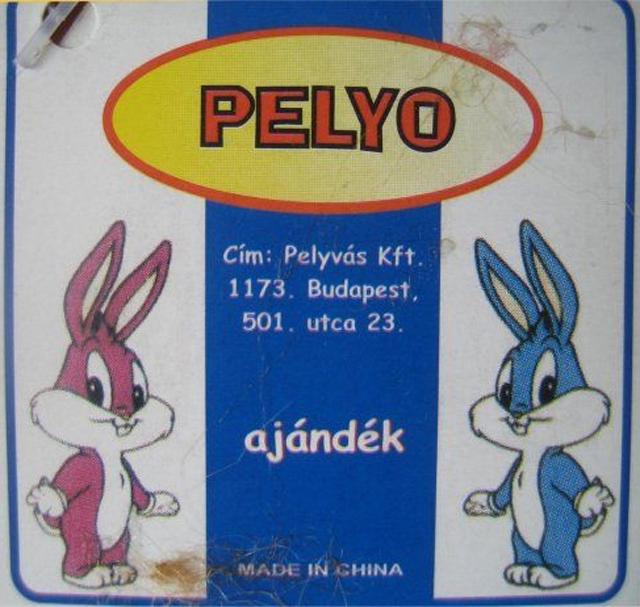 PELYO
Cím: Pelyvás Kft.
1173. Budapest,
501. utca 23.
ajándék
MADE IN CHINA